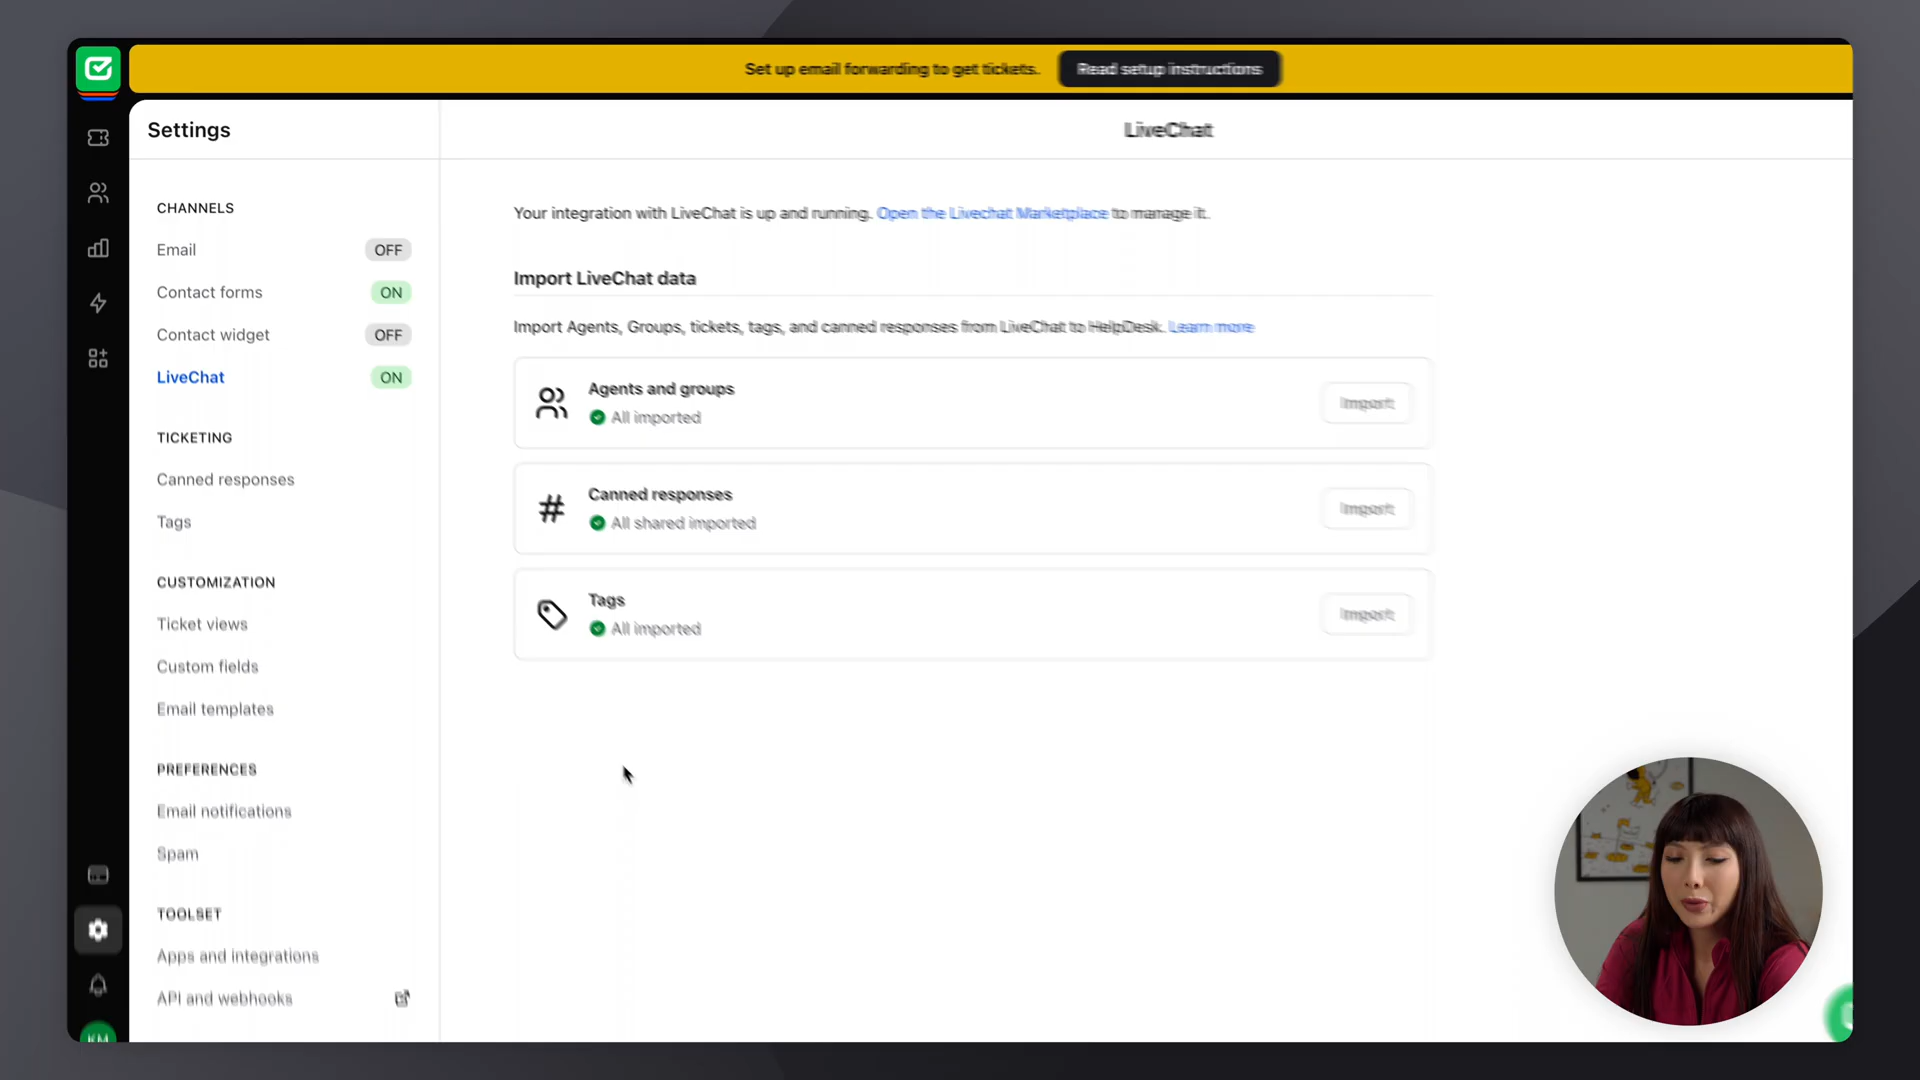 Set up email forwarding to get tickets.
Read setup instructions
Settings
LiveChat
CHANNELS
Email OFF
Contact forms ON
Contact widget OFF
LiveChat ON
TICKETING
Canned responses
Tags
CUSTOMIZATION
Ticket views
Custom fields
Email templates
PREFERENCES
Email notifications
Spam
TOOLSET
Apps and integrations
API and webhooks
KM
Your integration with LiveChat is up and running. Open the Livechat Marketplace to manage it.
Import LiveChat data
Import Agents, Groups, tickets, tags, and canned responses from LiveChat to HelpDesk. Learn more
Agents and groups
All imported
Import
Canned responses
All shared imported
Import
Tags
All imported
Import